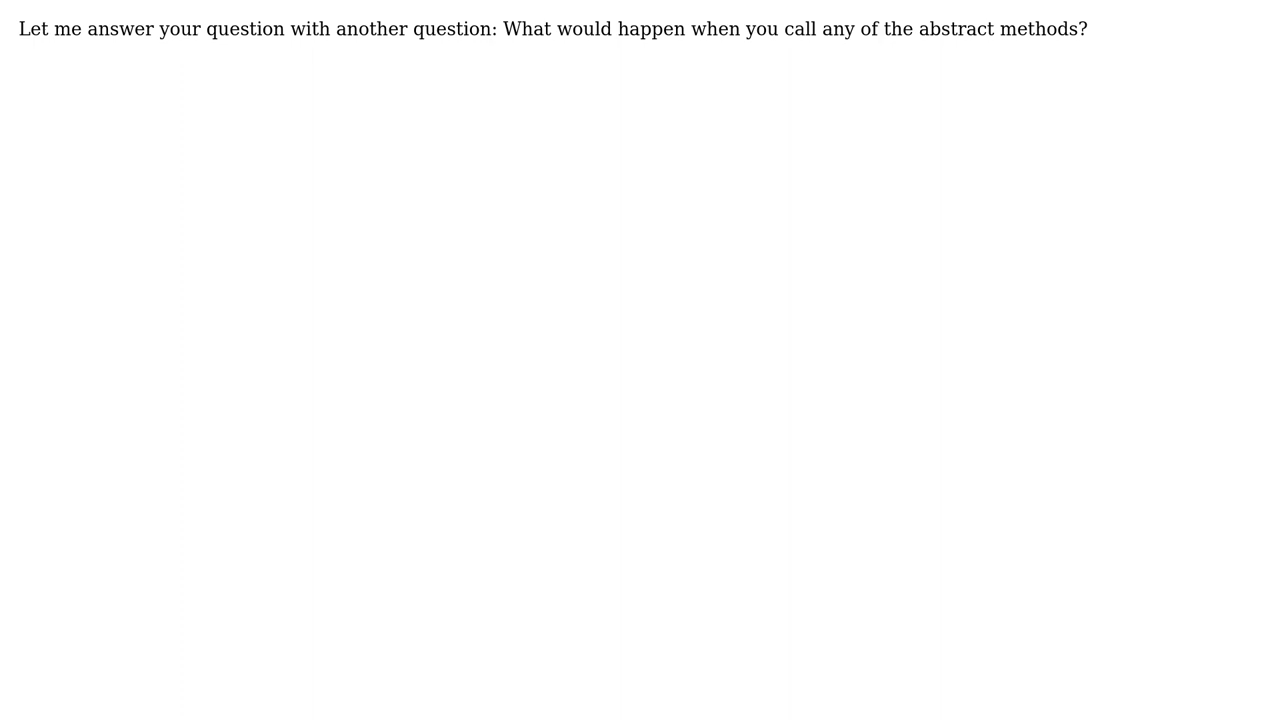 Let me answer your question with another question: What would happen when you call any of the abstract methods?